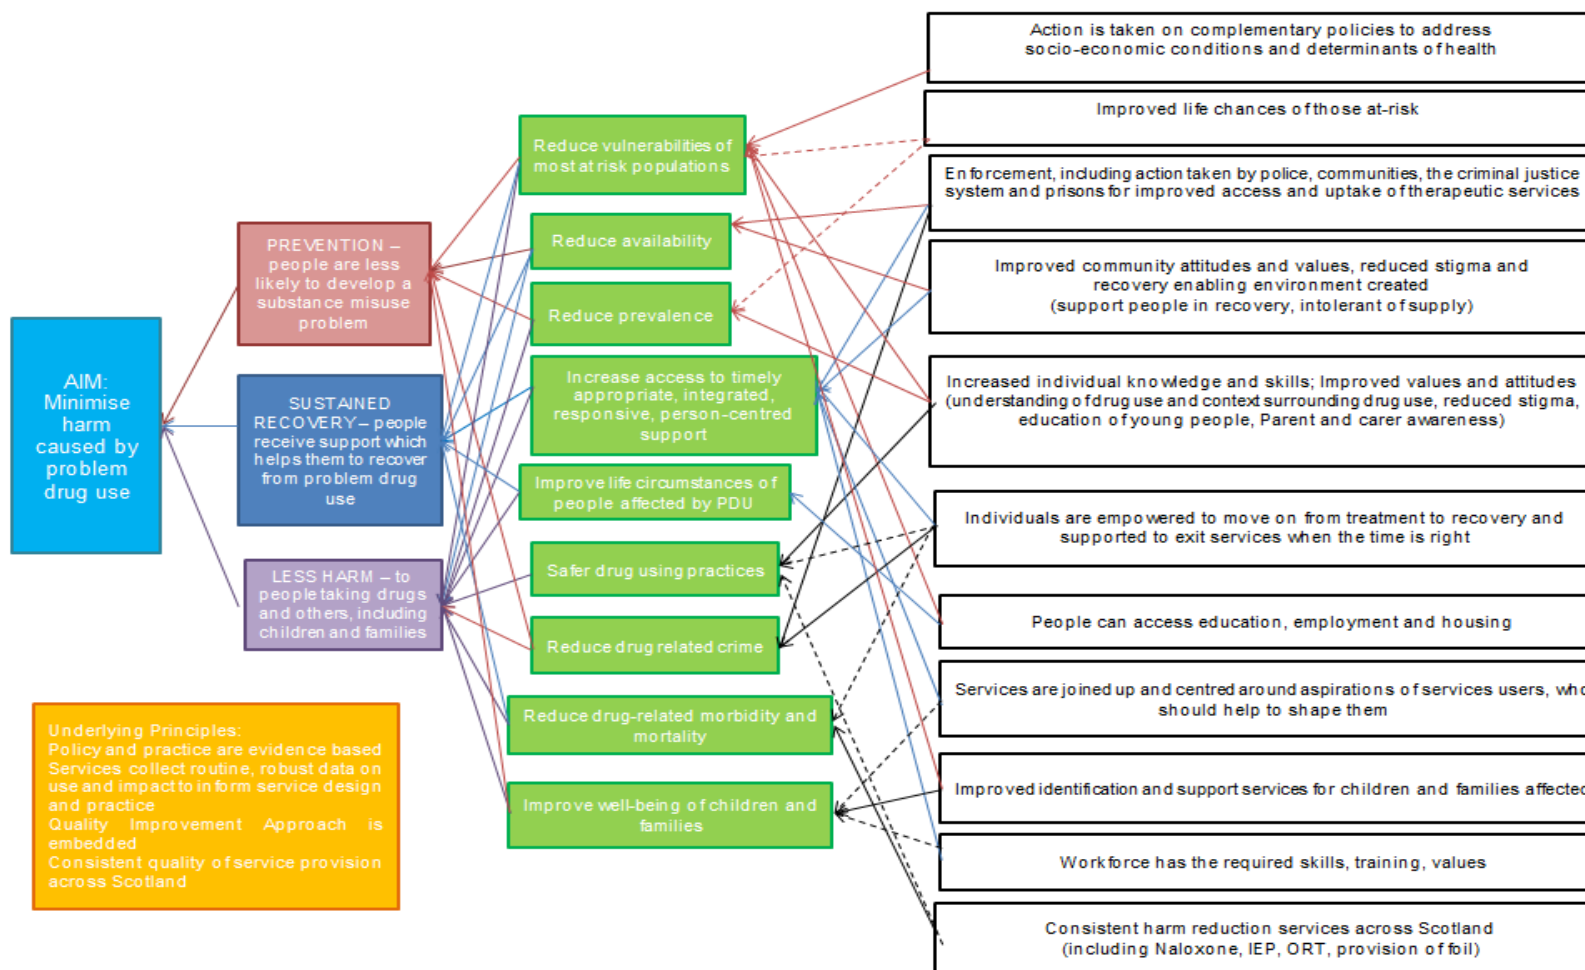 AIM:
Minimise
harm
caused by
problem
drug use
PREVENTION –
people are less
likely to develop a
substance misuse
problem
SUSTAINED
RECOVERY – people
receive support which
helps them to recover
from problem drug
use
LESS HARM – to
people taking drugs
and others, including
children and families
Underlying Principles:
Policy and practice are evidence based
Services collect routine, robust data on
use and impact to inform service design
and practice
Quality Improvement Approach is
embedded
Consistent quality of service provision
across Scotland
Reduce vulnerabilities of
most at risk populations
Reduce availability
Reduce prevalence
Increase access to timely
appropriate, integrated,
responsive, person-centred
support
Improve life circumstances of
people affected by PDU
Safer drug using practices
Reduce drug related crime
Reduce drug-related morbidity and
mortality
Improve well-being of children and
families
Action is taken on complementary policies to address
socio-economic conditions and determinants of health
Improved life chances of those at-risk
Enforcement, including action taken by police, communities, the criminal justice
system and prisons for improved access and uptake of therapeutic services
Improved community attitudes and values, reduced stigma and
recovery enabling environment created
(support people in recovery, intolerant of supply)
Increased individual knowledge and skills; Improved values and attitudes
(understanding of drug use and context surrounding drug use, reduced stigma,
education of young people, Parent and carer awareness)
Individuals are empowered to move on from treatment to recovery and
supported to exit services when the time is right
People can access education, employment and housing
Services are joined up and centred around aspirations of services users, who
should help to shape them
Improved identification and support services for children and families affected
Workforce has the required skills, training, values
Consistent harm reduction services across Scotland
(including Naloxone, IEP, ORT, provision of foil)